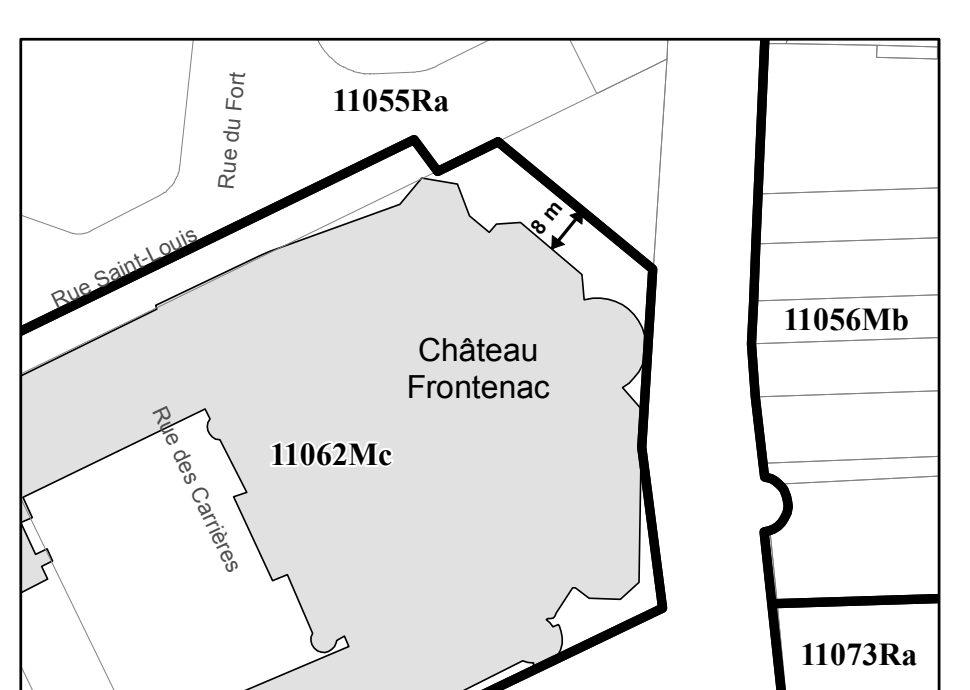 11055Ra
Rue du Fort
8 m
Rue Saint-Louis
11056Mb
Château
Frontenac
11062Mc
Rue des Carrières
11073Ra